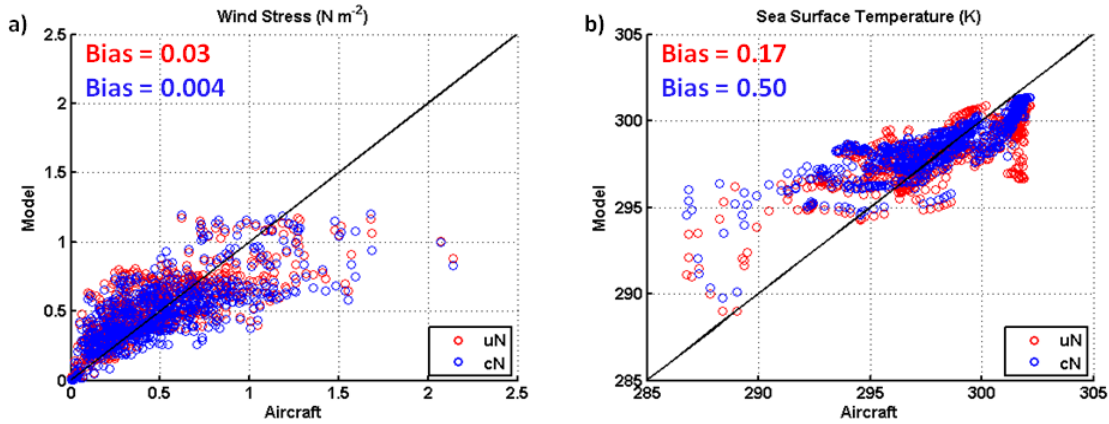 a)
Wind Stress (N m-2)
Bias = 0.03
Bias = 0.004
2.5
2
1.5
1
0.5
0
Model
0
0.5
1
1.5
2
2.5
Aircraft
uN
cN
b)
Sea Surface Temperature (K)
Bias = 0.17
Bias = 0.50
305
300
295
290
285
Model
285
290
295
300
305
Aircraft
uN
cN